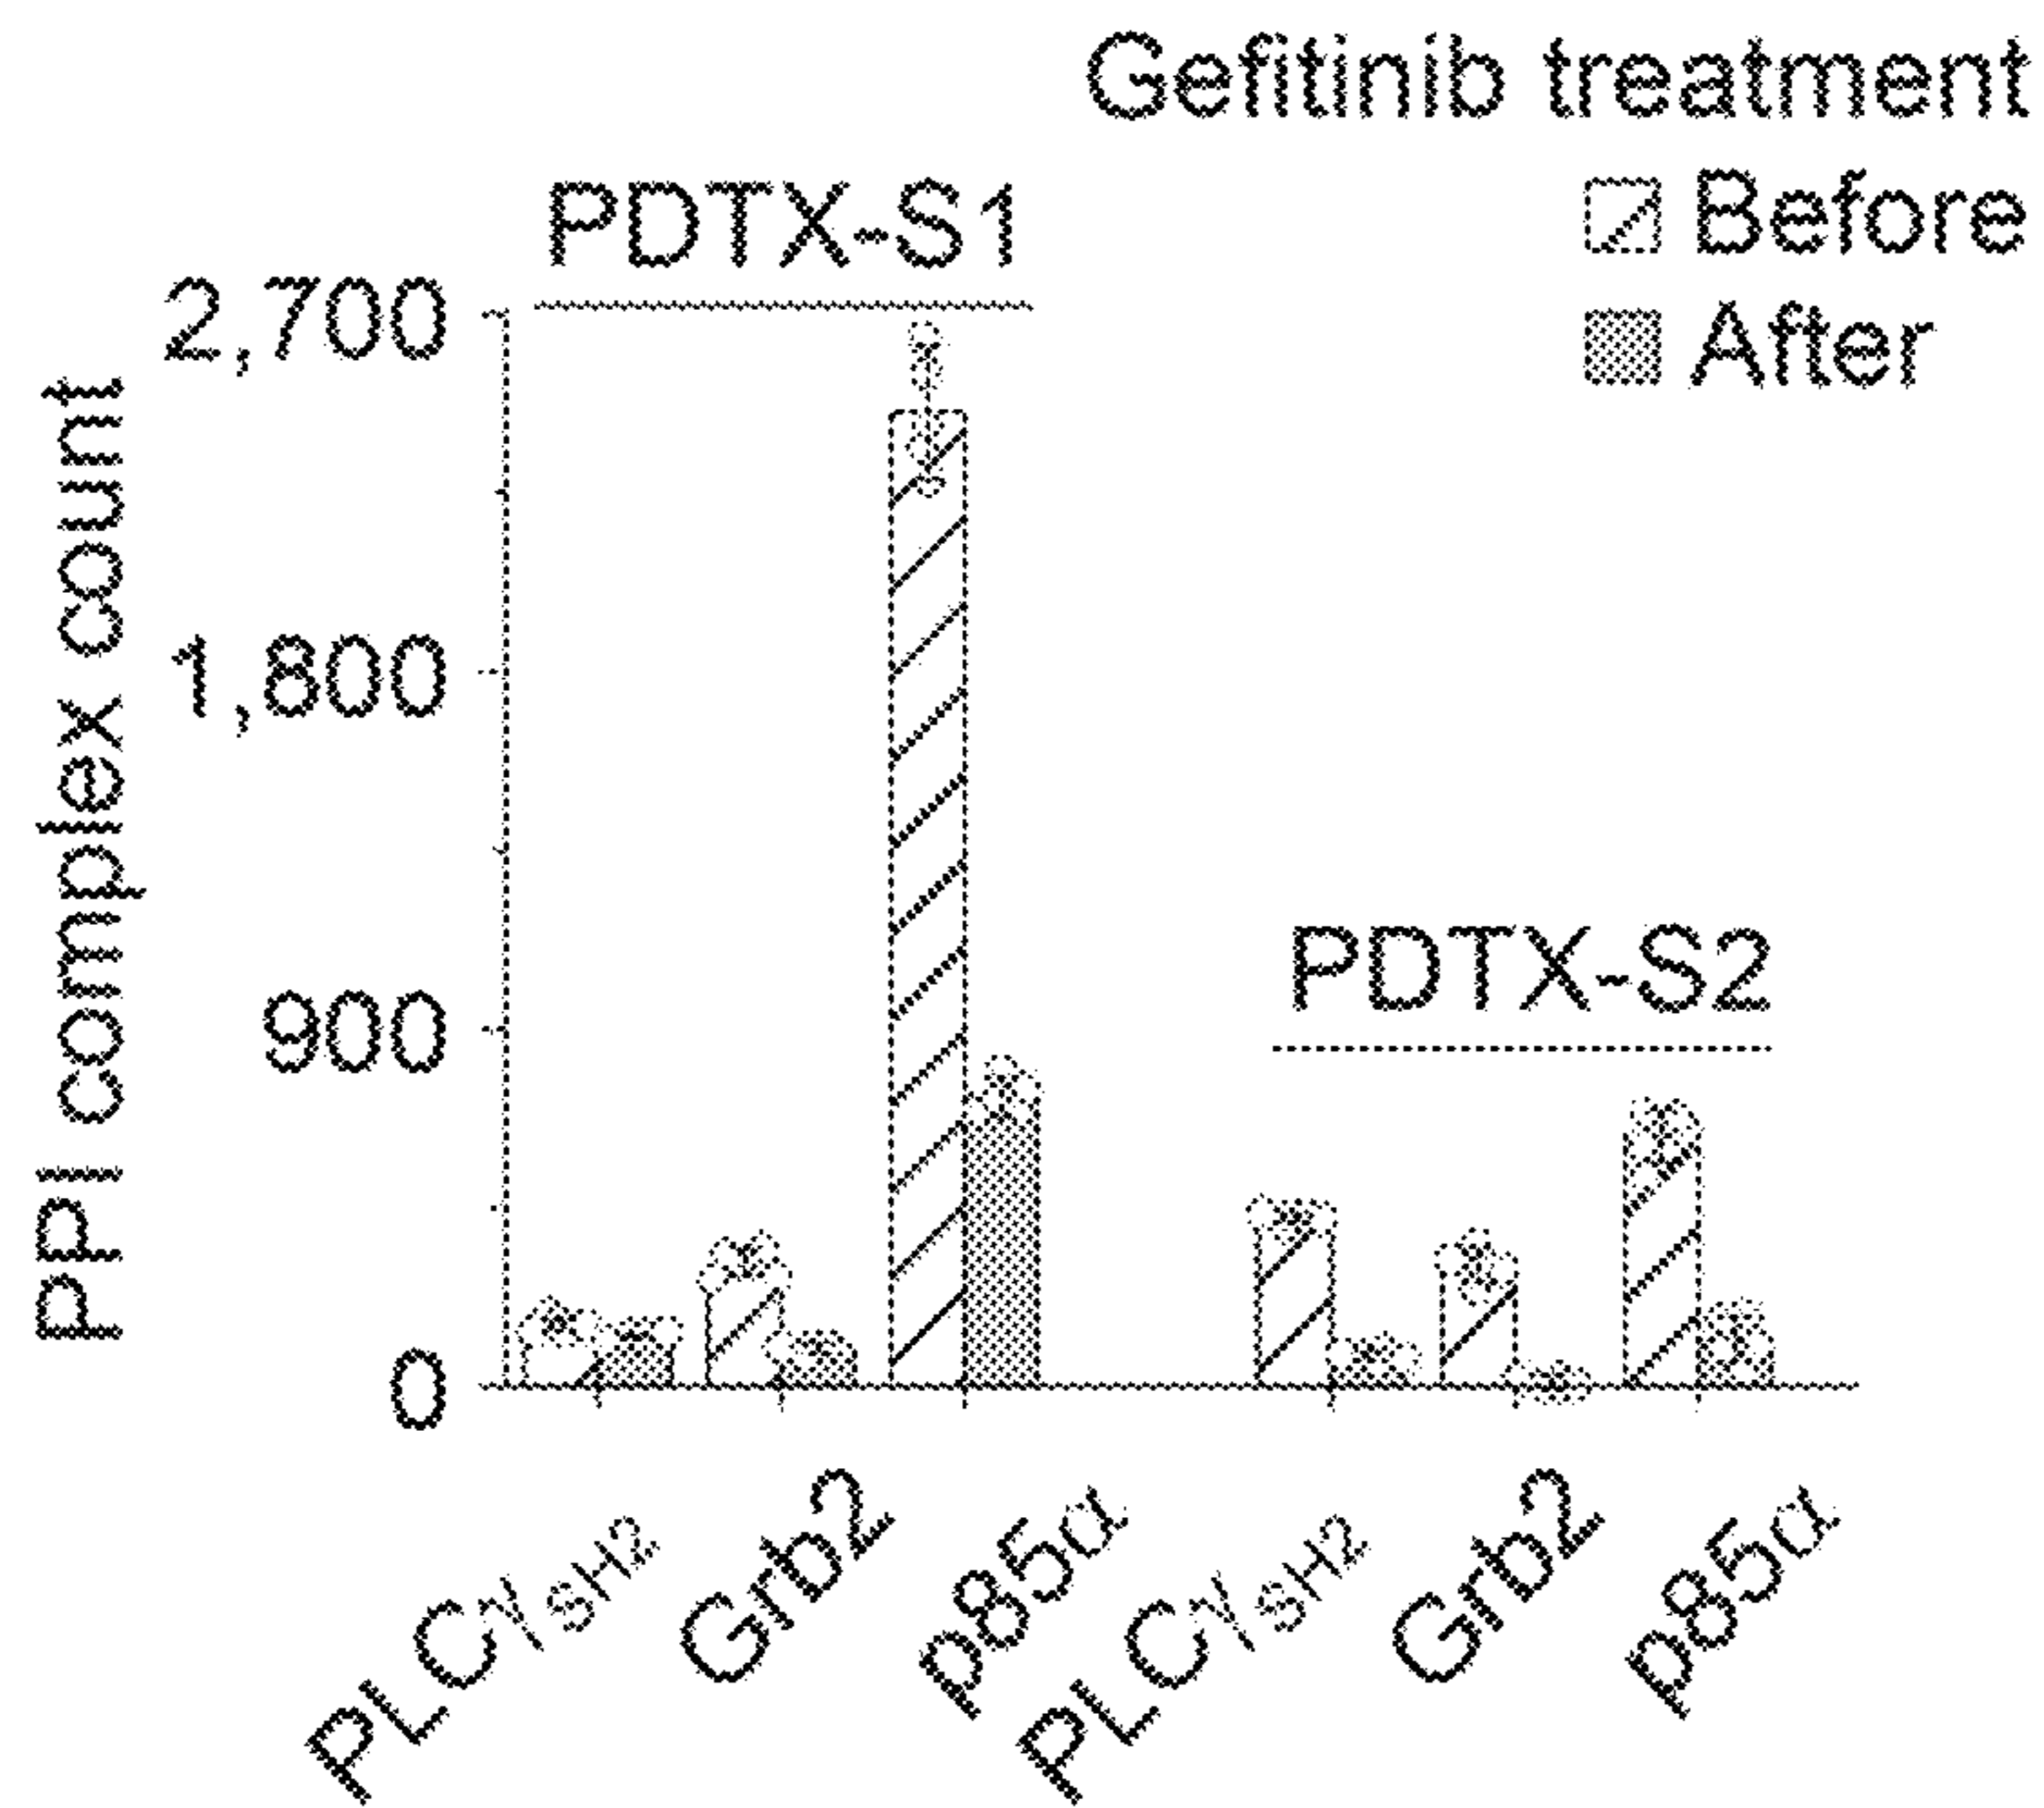 Gefitinib treatment
Before
After
PDTX-S1
PDTX-S2
PPI complex count
2,700
1,800
900
0
PLCγSH2
Grb2
p85α
PLCγSH2
Grb2
p85α